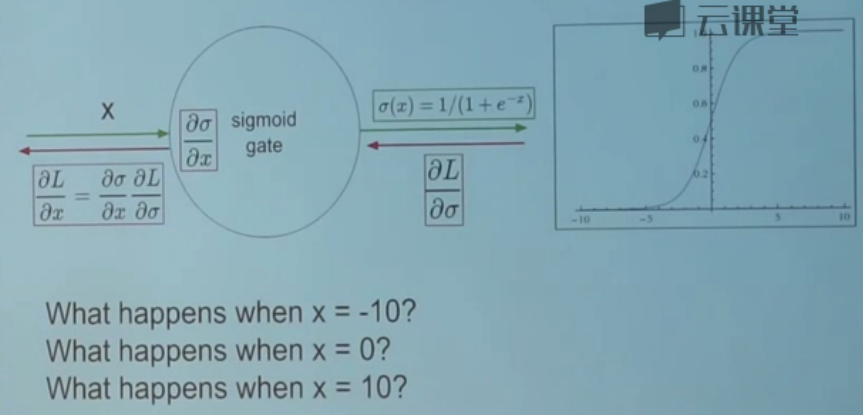 云课堂
X
∂σ/∂x
sigmoid
gate
σ(x) = 1/(1 + e^{-x})
∂L/∂x = ∂σ/∂x ∂L/∂σ
∂L/∂σ
1
0.8
0.6
0.4
0.2
-10 -5 5 10
What happens when x = -10?
What happens when x = 0?
What happens when x = 10?